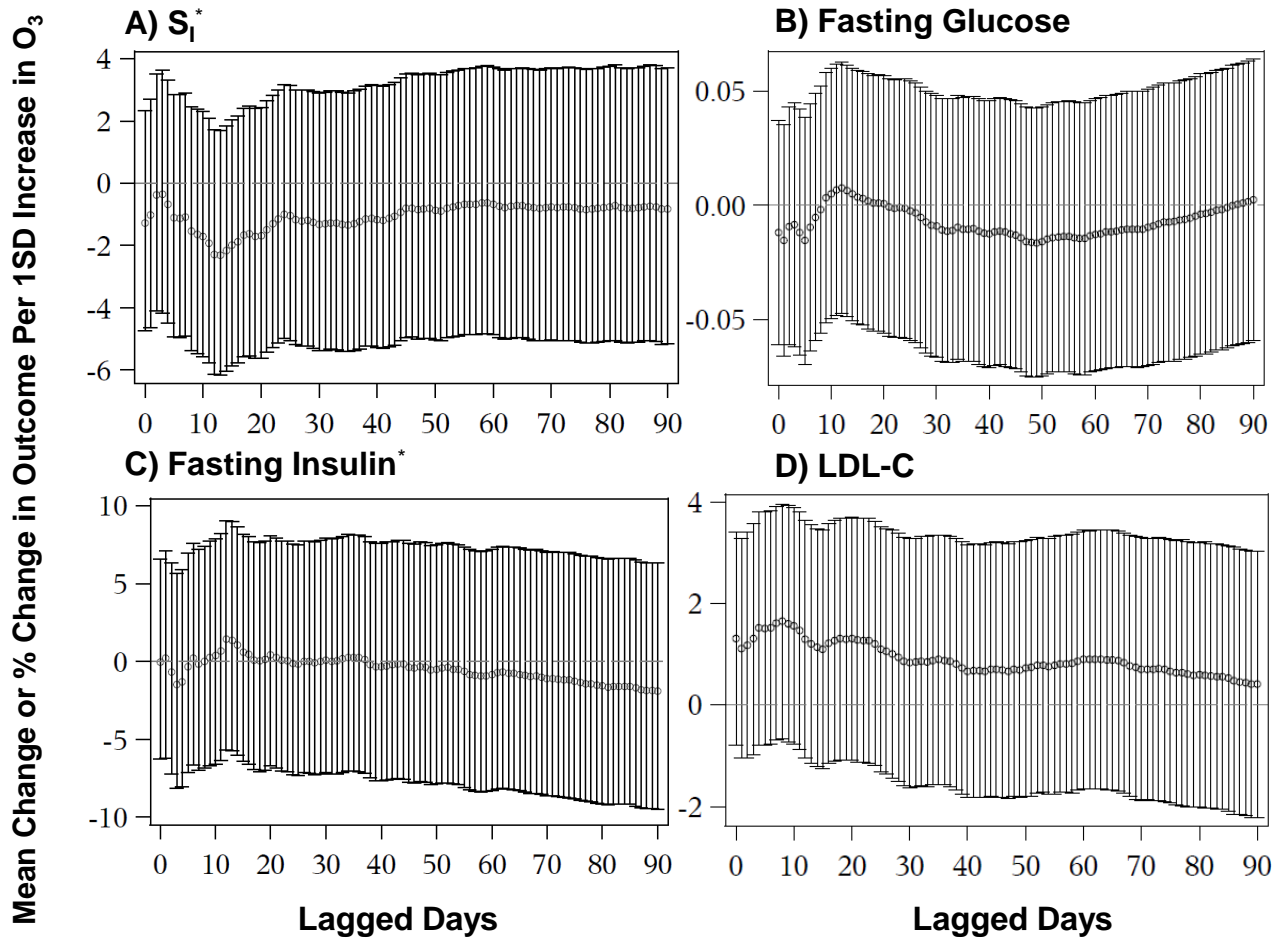 Mean Change or % Change in Outcome Per 1SD Increase in O3
A) SI*
4
2
0
-2
-4
-6
0 10 20 30 40 50 60 70 80 90
B) Fasting Glucose
0.05
0.00
-0.05
0 10 20 30 40 50 60 70 80 90
C) Fasting Insulin*
10
5
0
-5
-10
0 10 20 30 40 50 60 70 80 90
Lagged Days
D) LDL-C
4
2
0
-2
0 10 20 30 40 50 60 70 80 90
Lagged Days